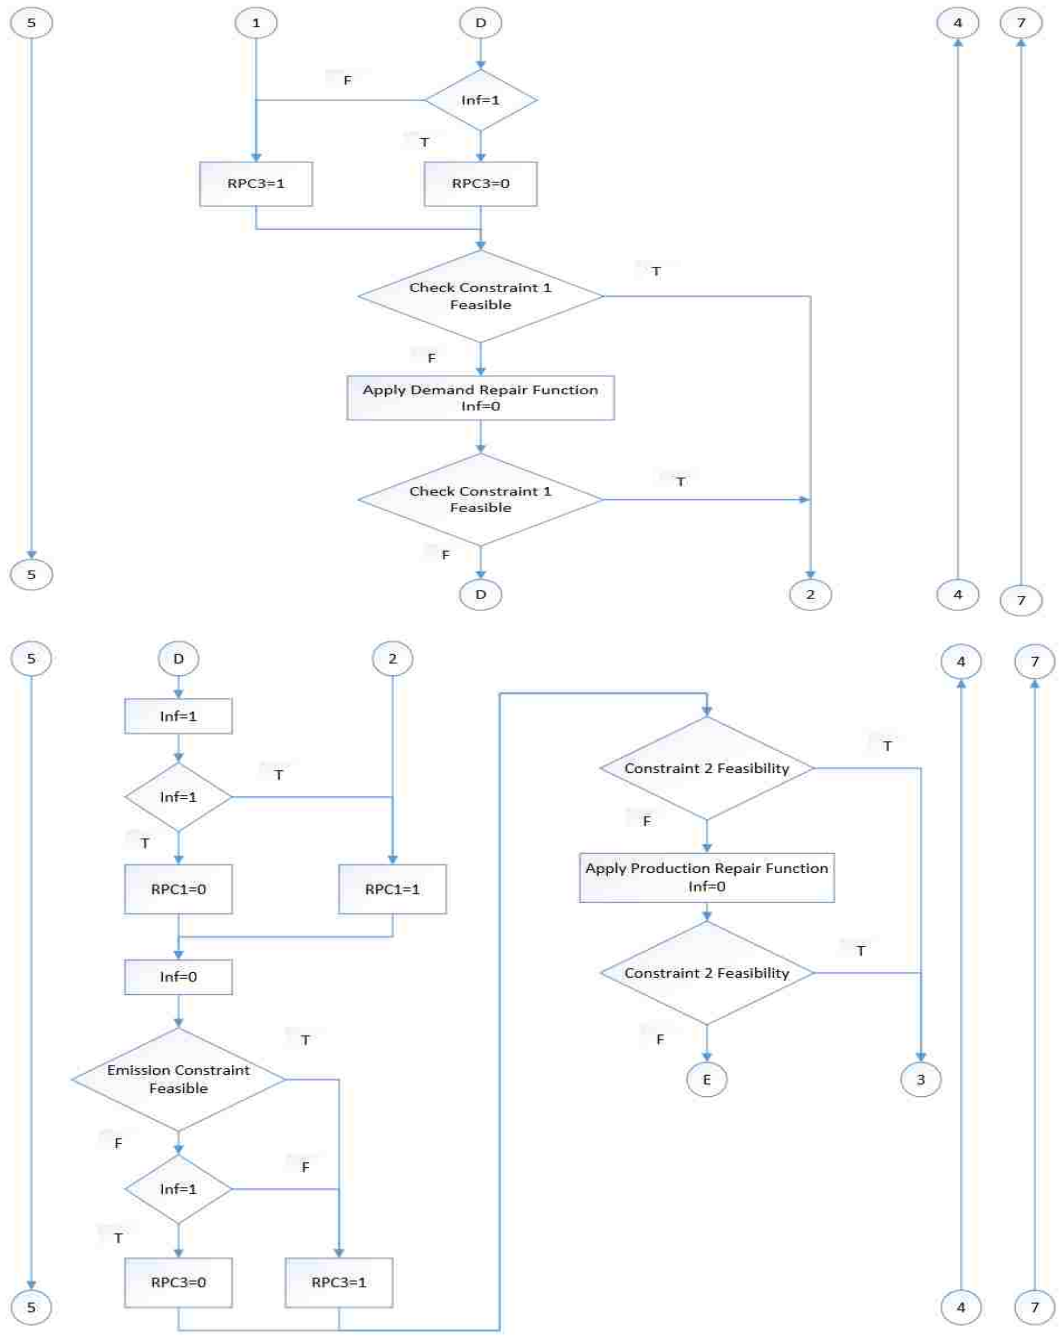 5
1
D
4
7
F
Inf=1
T
RPC3=1
RPC3=0
T
Check Constraint 1
Feasible
F
Apply Demand Repair Function
Inf=0
T
Check Constraint 1
Feasible
F
5
D
2
4
7
5
D
2
4
7
Inf=1
T
Inf=1
T
RPC1=0
RPC1=1
Inf=0
T
Emission Constraint
Feasible
F
F
Inf=1
T
RPC3=0
RPC3=1
T
Constraint 2 Feasibility
F
Apply Production Repair Function
Inf=0
T
Constraint 2 Feasibility
F
E
3
5
4
7